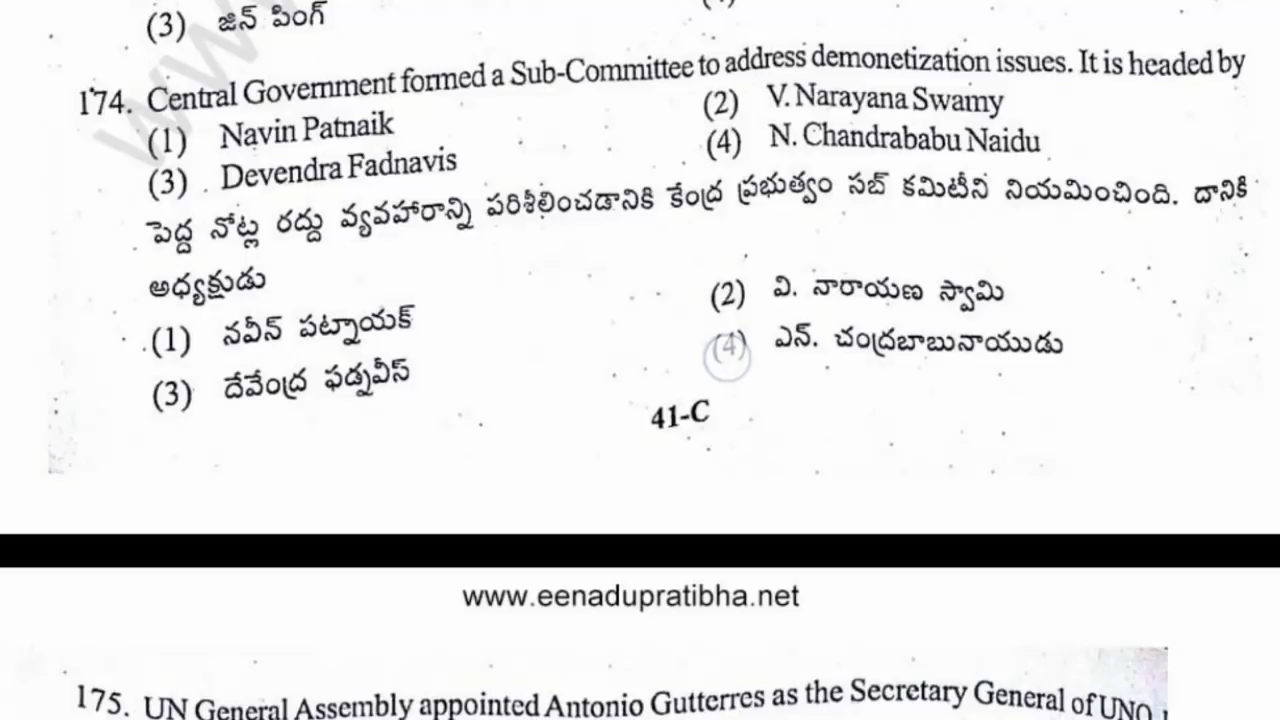 (3) జిన్ పింగ్
174. Central Government formed a Sub-Committee to address demonetization issues. It is headed by
(1) Navin Patnaik (2) V. Narayana Swamy
(3) Devendra Fadnavis (4) N. Chandrababu Naidu
పెద్ద నోట్ల రద్దు వ్యవహారాన్ని పరిశీలించడానికి కేంద్ర ప్రభుత్వం సబ్ కమిటీని నియమించింది. దానికి
అధ్యక్షుడు
(1) నవీన్ పట్నాయక్ (2) వి. నారాయణ స్వామి
(3) దేవేంద్ర ఫడ్నవీస్ (4) ఎన్. చంద్రబాబునాయుడు
41-C
www.eenadupratibha.net
175. UN General Assembly appointed Antonio Gutterres as the Secretary General of UNO